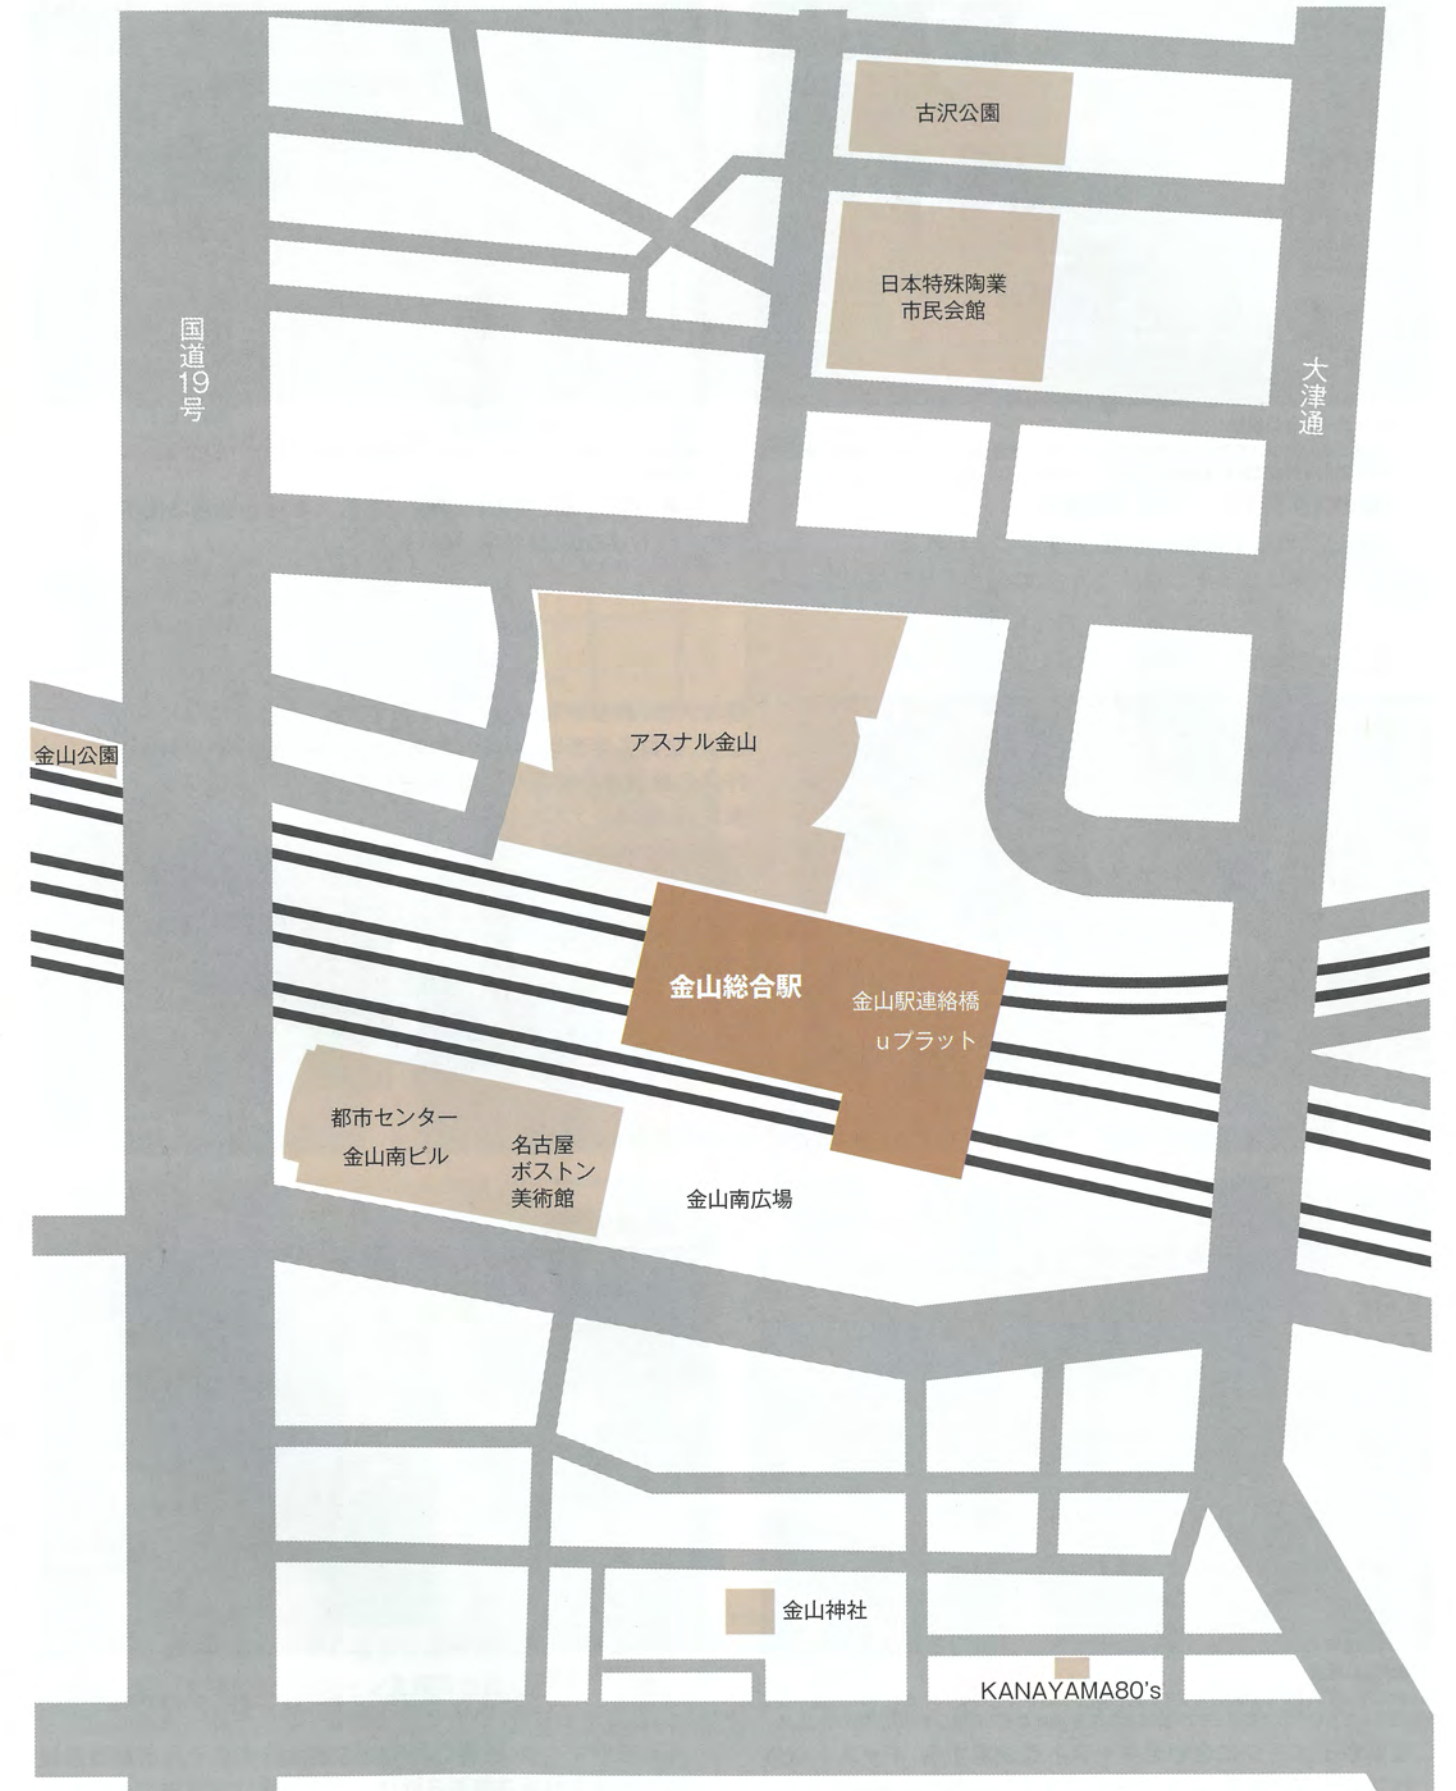 古沢公園
日本特殊陶業
市民会館
国道19号
大津通
アスナル金山
金山公園
金山総合駅
金山駅連絡橋
uプラット
都市センター
金山南ビル
名古屋
ボストン
美術館
金山南広場
金山神社
KANAYAMA80's